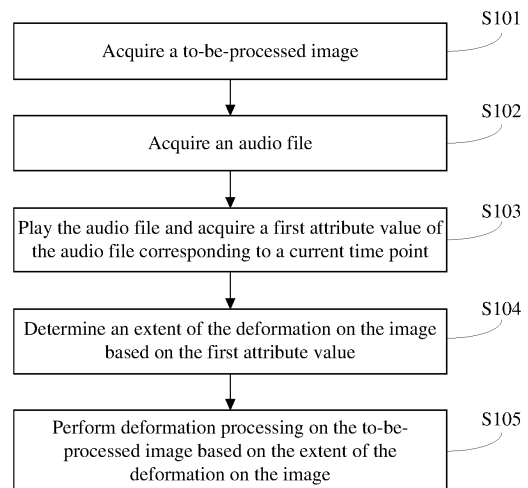 S101
Acquire a to-be-processed image
S102
Acquire an audio file
S103
Play the audio file and acquire a first attribute value of
the audio file corresponding to a current time point
S104
Determine an extent of the deformation on the image
based on the first attribute value
S105
Perform deformation processing on the to-be-
processed image based on the extent of the
deformation on the image